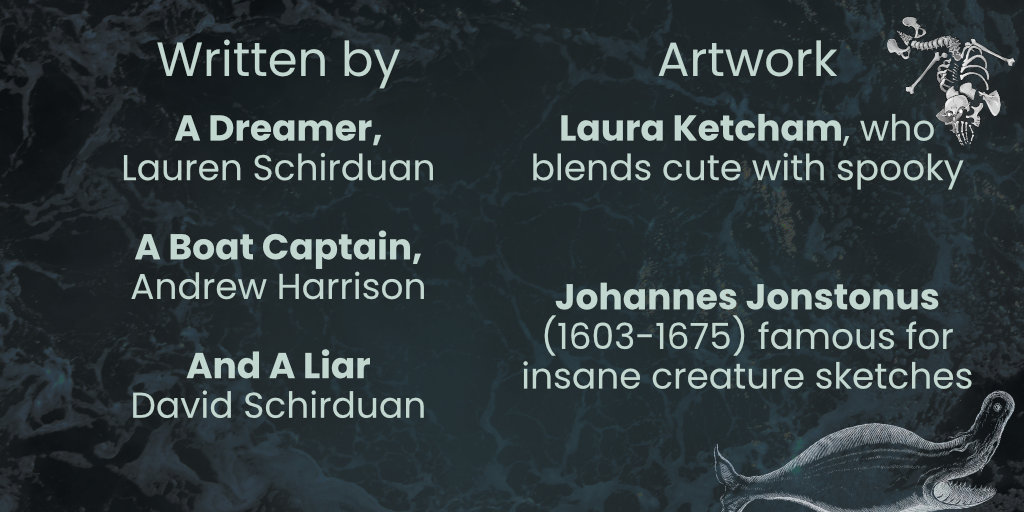 Written by
A Dreamer,
Lauren Schirduan
A Boat Captain,
Andrew Harrison
And A Liar
David Schirduan
Artwork
Laura Ketcham, who
blends cute with spooky
Johannes Jonstonus
(1603-1675) famous for
insane creature sketches